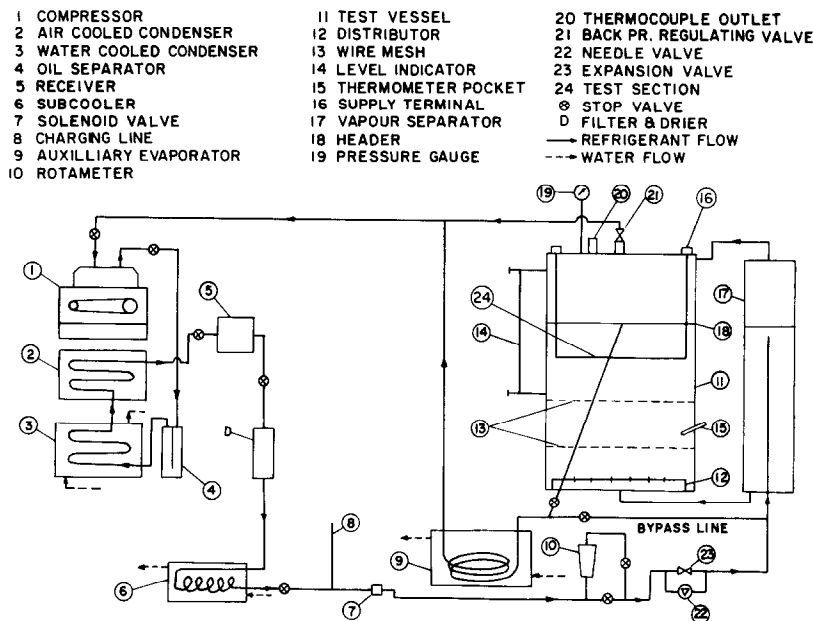 1 COMPRESSOR
2 AIR COOLED CONDENSER
3 WATER COOLED CONDENSER
4 OIL SEPARATOR
5 RECEIVER
6 SUBCOOLER
7 SOLENOID VALVE
8 CHARGING LINE
9 AUXILLIARY EVAPORATOR
10 ROTAMETER
11 TEST VESSEL
12 DISTRIBUTOR
13 WIRE MESH
14 LEVEL INDICATOR
15 THERMOMETER POCKET
16 SUPPLY TERMINAL
17 VAPOUR SEPARATOR
18 HEADER
19 PRESSURE GAUGE
20 THERMOCOUPLE OUTLET
21 BACK PR. REGULATING VALVE
22 NEEDLE VALVE
23 EXPANSION VALVE
24 TEST SECTION
STOP VALVE
D FILTER & DRIER
REFRIGERANT FLOW
WATER FLOW
19
20
21
16
1
5
24
17
14
18
2
11
3
D
13
15
4
12
8
BYPASS LINE
10
9
23
6
7
22